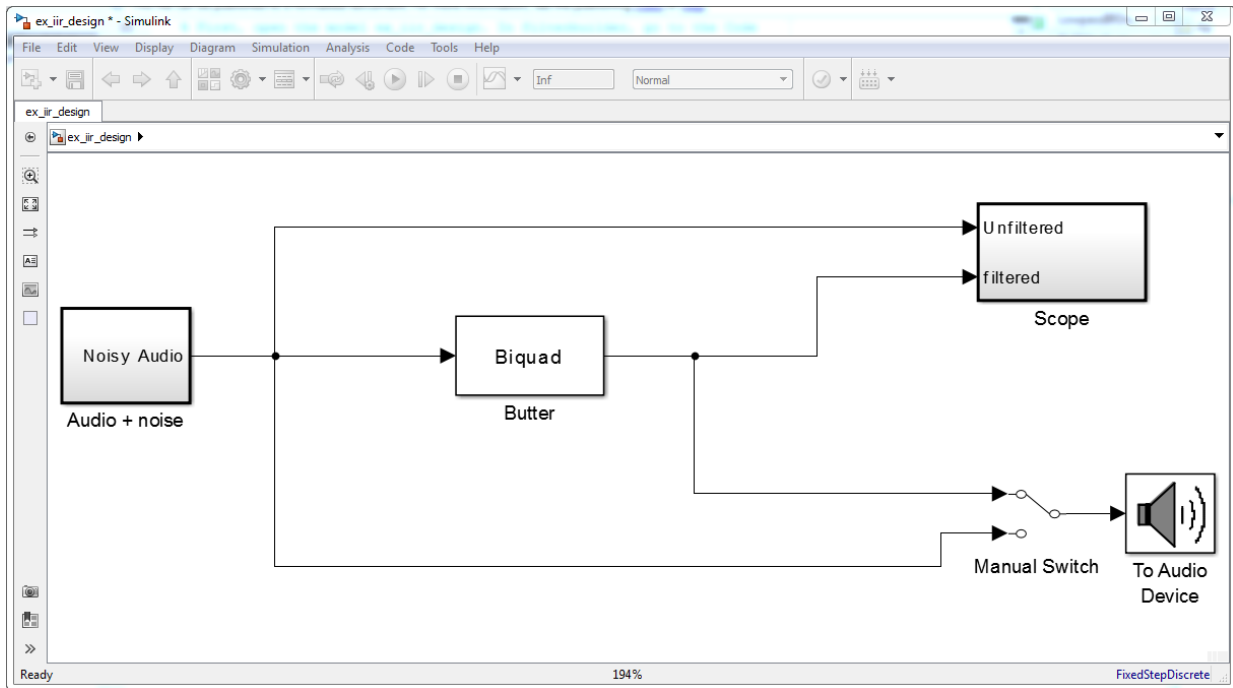 ex_iir_design * - Simulink
File Edit View Display Diagram Simulation Analysis Code Tools Help
Inf Normal
ex_iir_design
ex_iir_design
Unfiltered
filtered
Scope
Noisy Audio
Audio + noise
Biquad
Butter
Manual Switch
To Audio
Device
Ready 194% FixedStepDiscrete